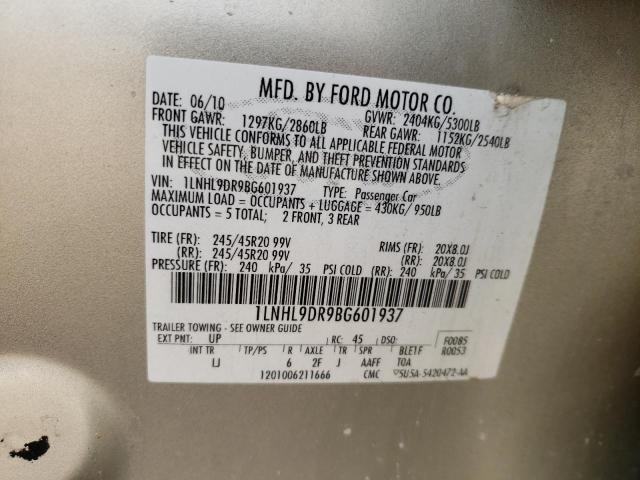 MFD. BY FORD MOTOR CO.
DATE: 06/10 GVWR: 2404KG/5300LB
FRONT GAWR: 1297KG/2860LB REAR GAWR: 1152KG/2540LB
THIS VEHICLE CONFORMS TO ALL APPLICABLE FEDERAL MOTOR
VEHICLE SAFETY, BUMPER, AND THEFT PREVENTION STANDARDS
IN EFFECT ON THE DATE OF MANUFACTURE SHOWN ABOVE.
VIN: 1LNHL9DR9BG601937 TYPE: Passenger Car
MAXIMUM LOAD = OCCUPANTS + LUGGAGE = 430KG/950LB
OCCUPANTS = 5 TOTAL; 2 FRONT, 3 REAR
TIRE (FR): 245/45R20 99V RIMS (FR): 20X8.0J
(RR): 245/45R20 99V (RR): 20X8.0J
PRESSURE (FR): 240 kPa/ 35 PSI COLD (RR): 240 kPa/ 35 PSI COLD
1LNHL9DR9BG601937
TRAILER TOWING - SEE OWNER GUIDE
EXT PNT: UP RC: 45 DSO: F0085
INT TR TP/PS R AXLE TR SPR BLE1F R0053
LJ 6 2F J AAFF TOA
1201006211666 CMC 5U5A-5420472-AA